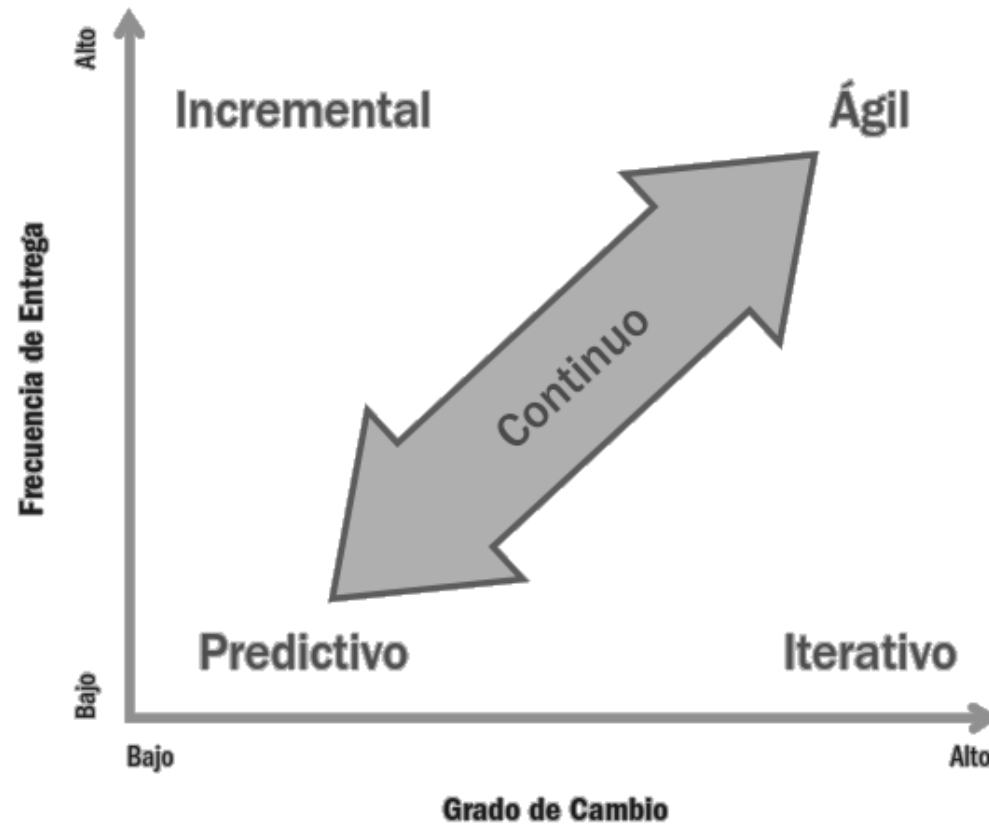 Alto
Incremental
Ágil
Frecuencia de Entrega
Continuo
Predictivo
Iterativo
Bajo
Bajo
Alto
Grado de Cambio